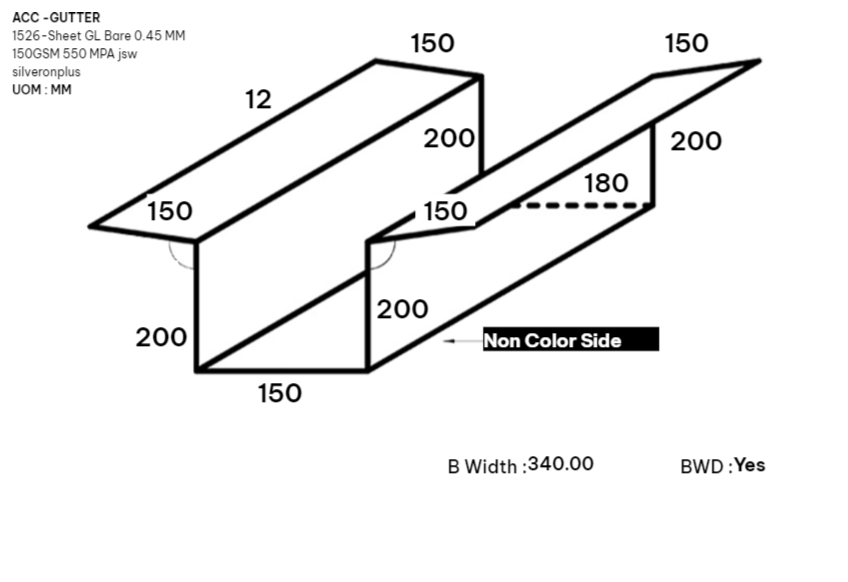 ACC -GUTTER
1526-Sheet GL Bare 0.45 MM
150GSM 550 MPA jsw
silveronplus
UOM : MM
150
150
12
200
200
180
150
150
200
200
Non Color Side
150
B Width :340.00
BWD :Yes